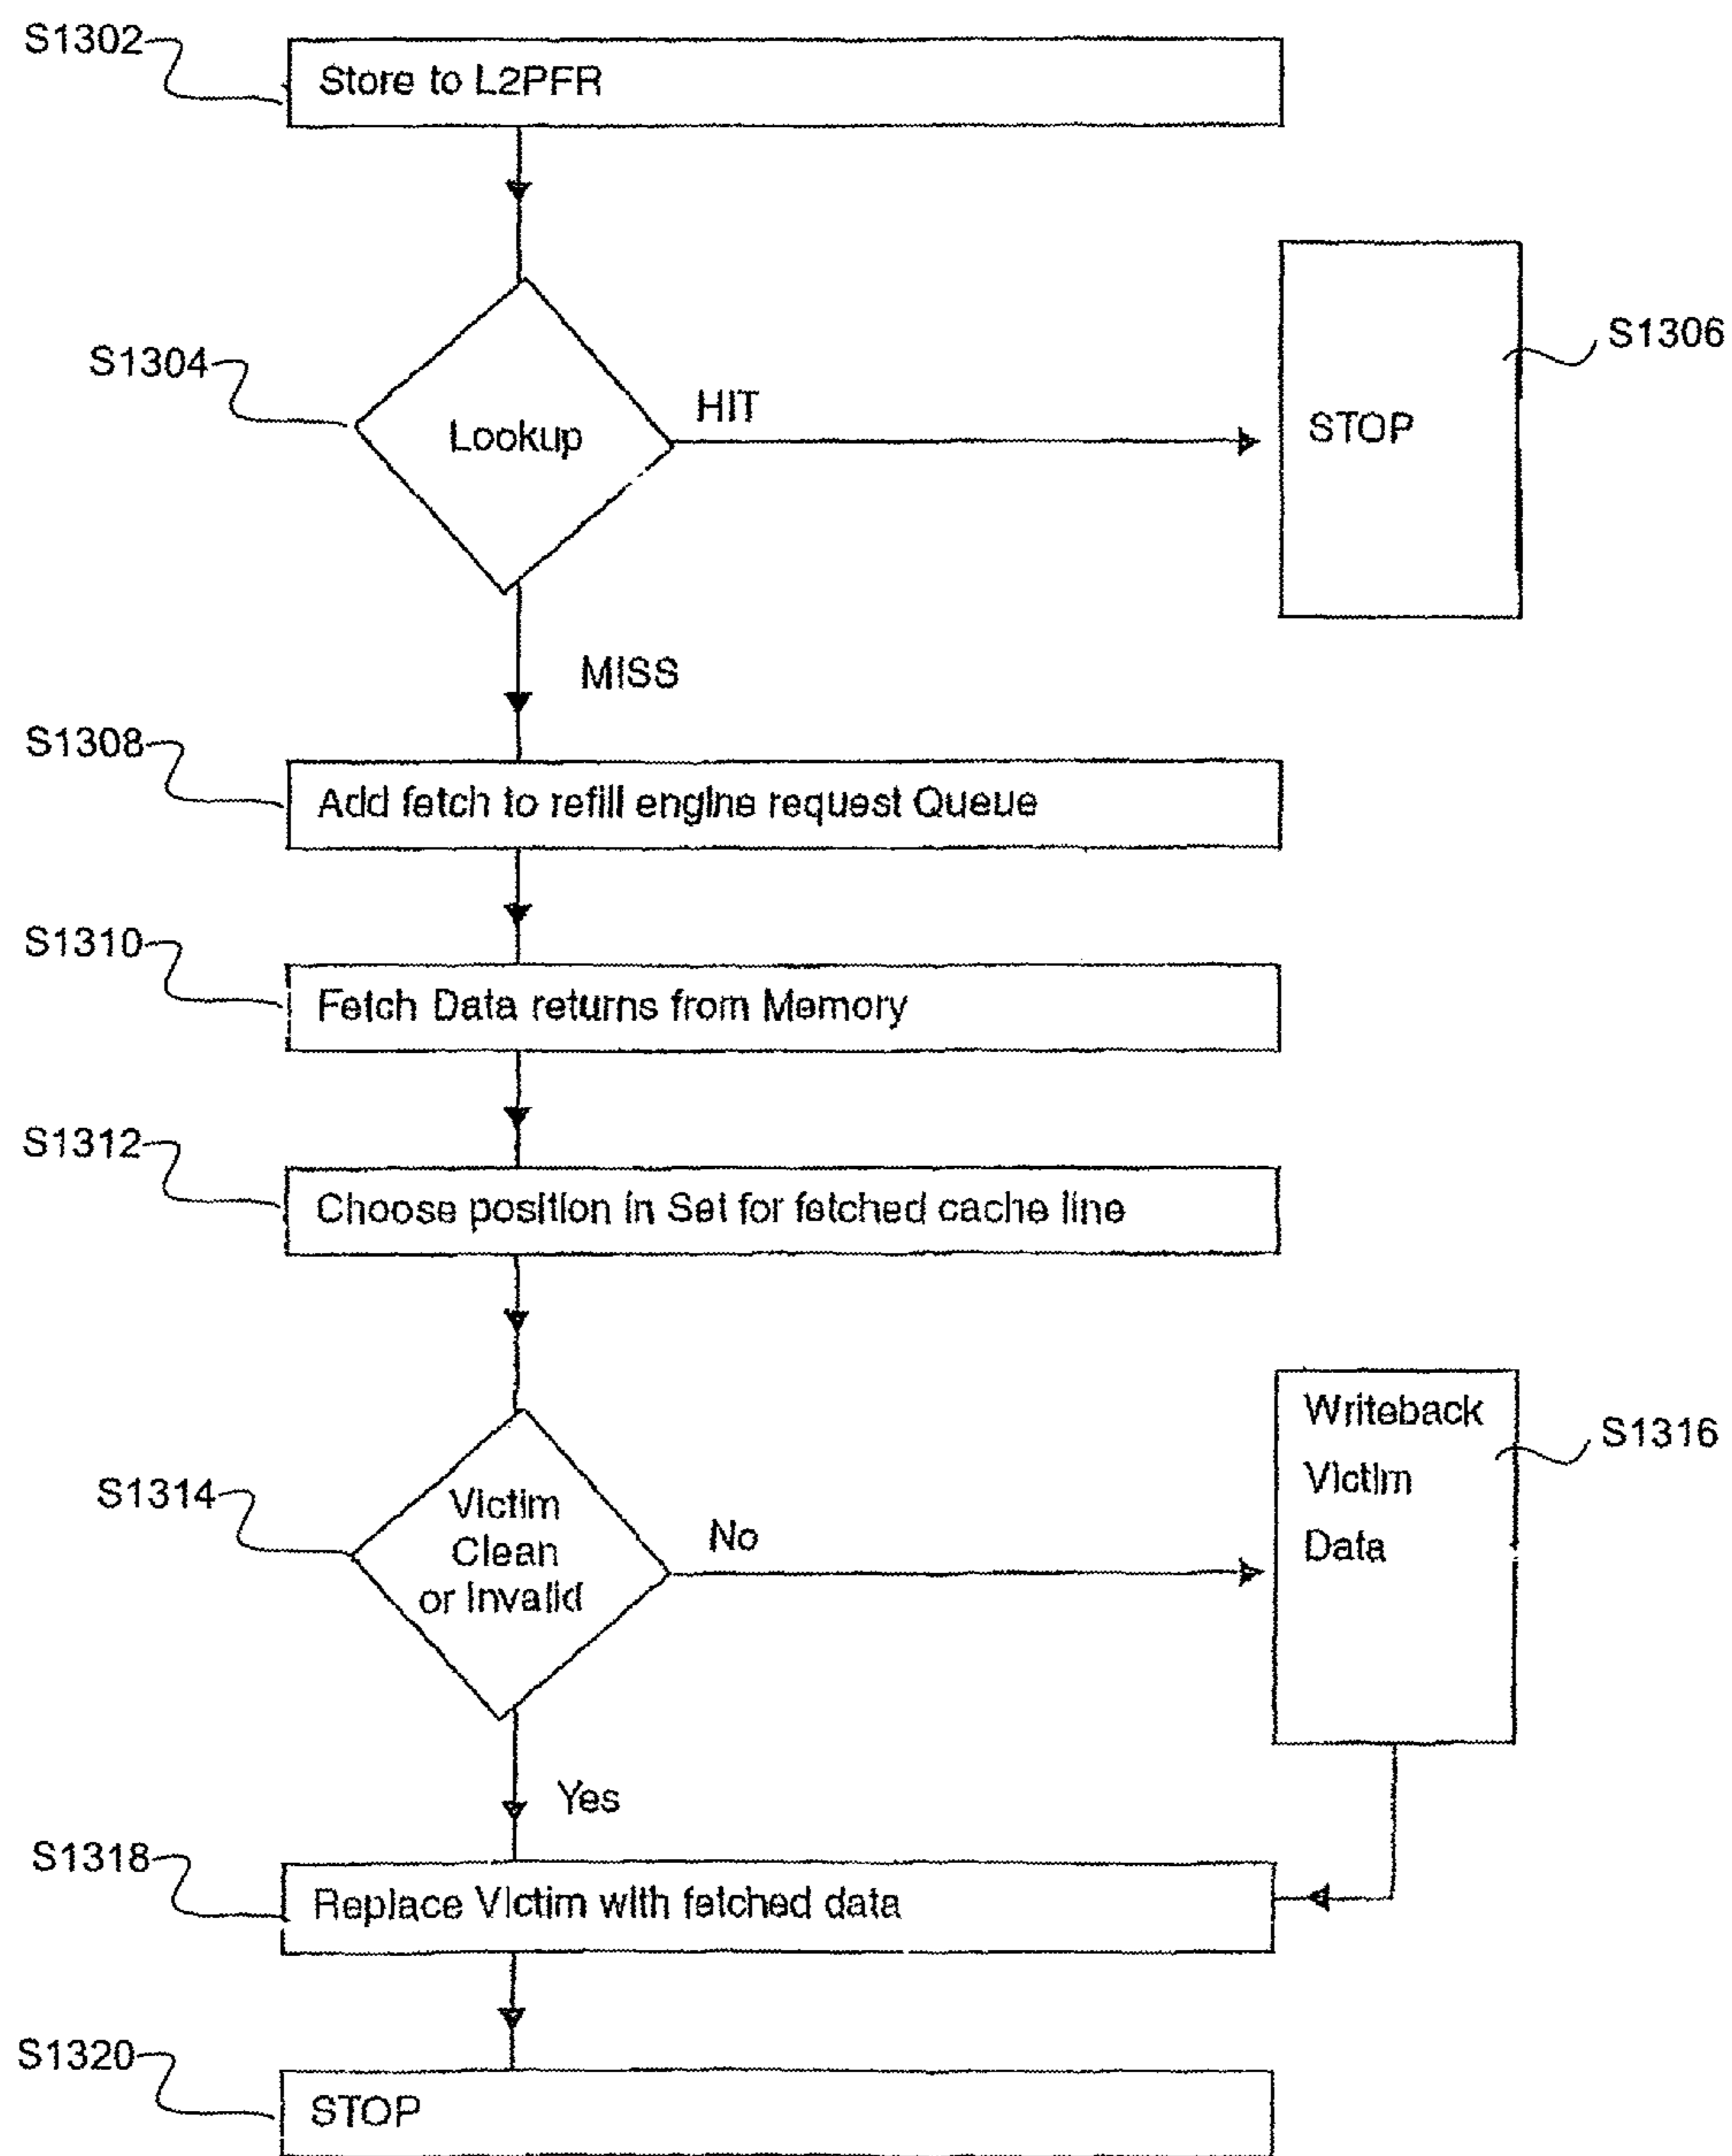 S1302
Store to L2PFR
S1304
Lookup
HIT
STOP
S1306
MISS
S1308
Add fetch to refill engine request Queue
S1310
Fetch Data returns from Memory
S1312
Choose position in Set for fetched cache line
S1314
Victim
Clean
or Invalid
No
Writeback
Victim
Data
S1316
Yes
S1318
Replace Victim with fetched data
S1320
STOP